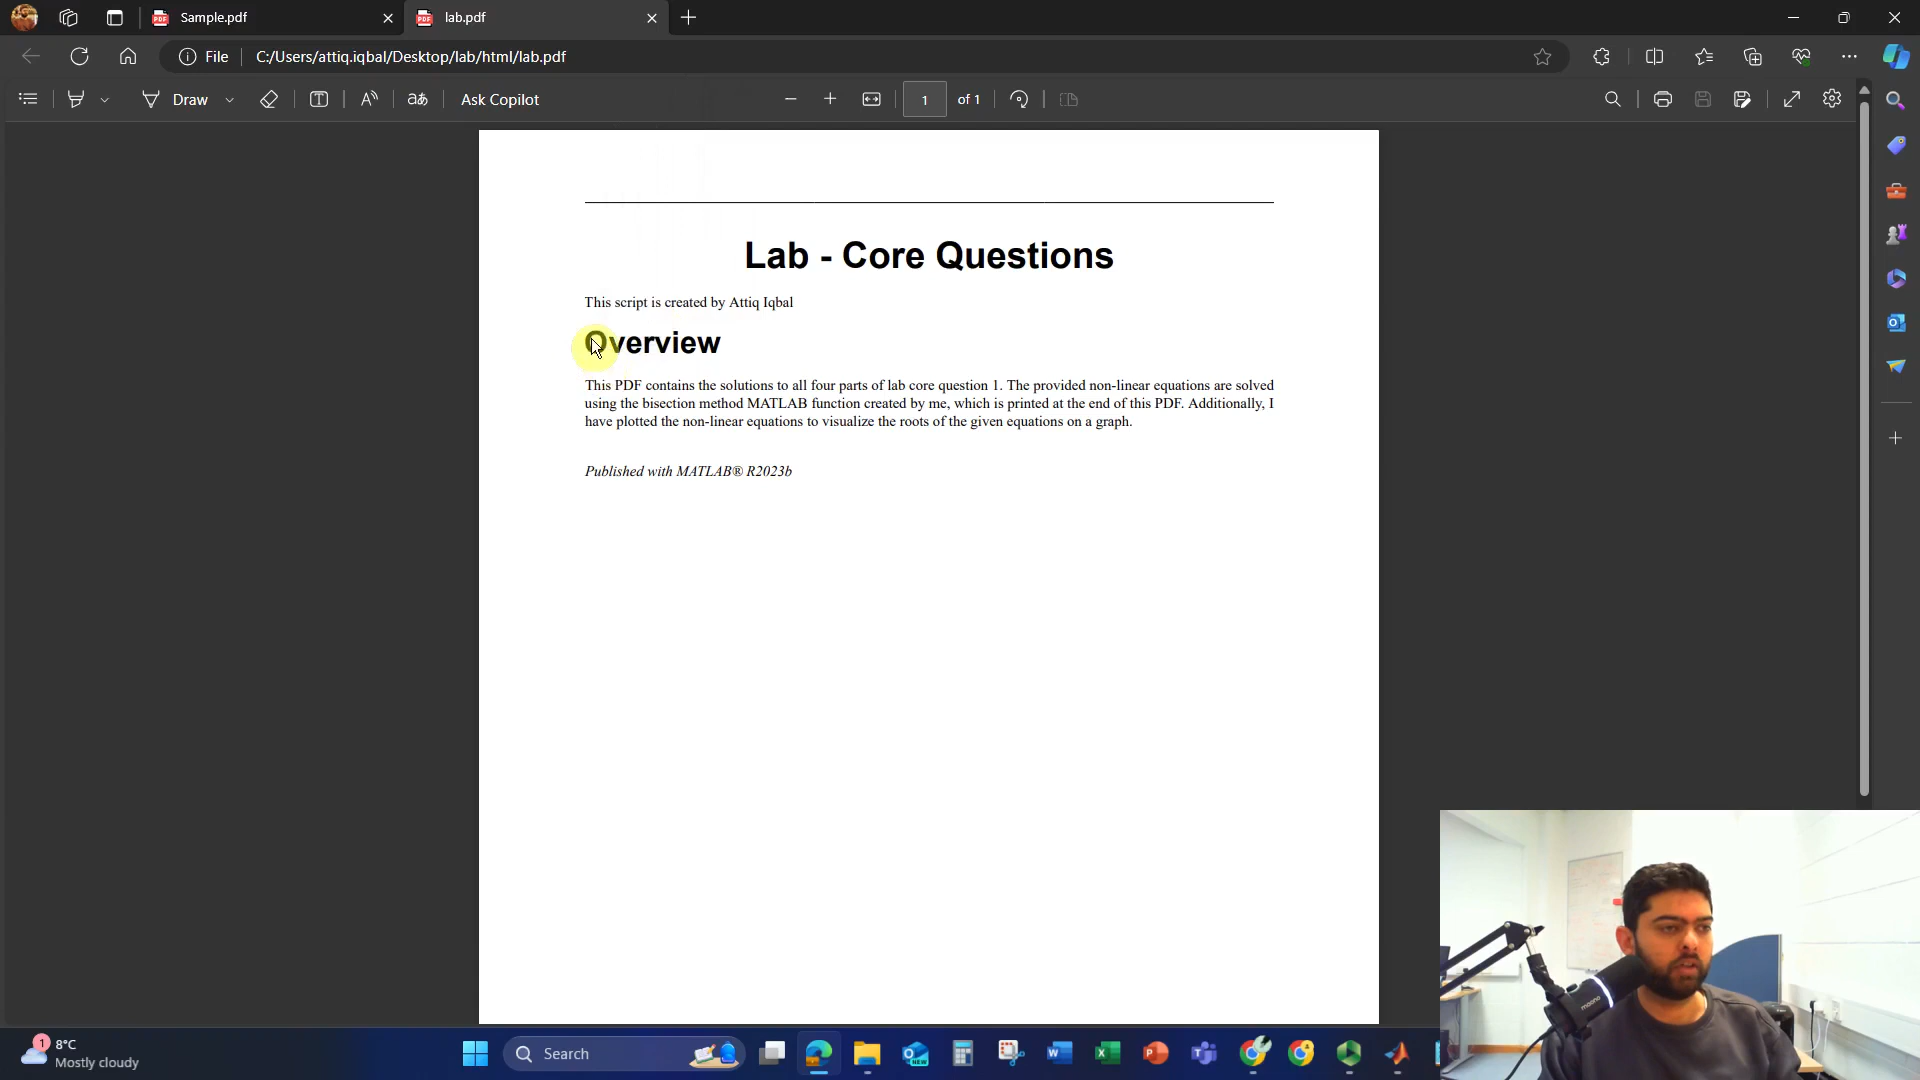 Sample.pdf
lab.pdf
File
C:/Users/attiq.iqbal/Desktop/lab/html/lab.pdf
Draw
Ask Copilot
1
of 1
Lab - Core Questions
This script is created by Attiq Iqbal
Overview
This PDF contains the solutions to all four parts of lab core question 1. The provided non-linear equations are solved
using the bisection method MATLAB function created by me, which is printed at the end of this PDF. Additionally, I
have plotted the non-linear equations to visualize the roots of the given equations on a graph.
Published with MATLAB® R2023b
1
8°C
Mostly cloudy
Search